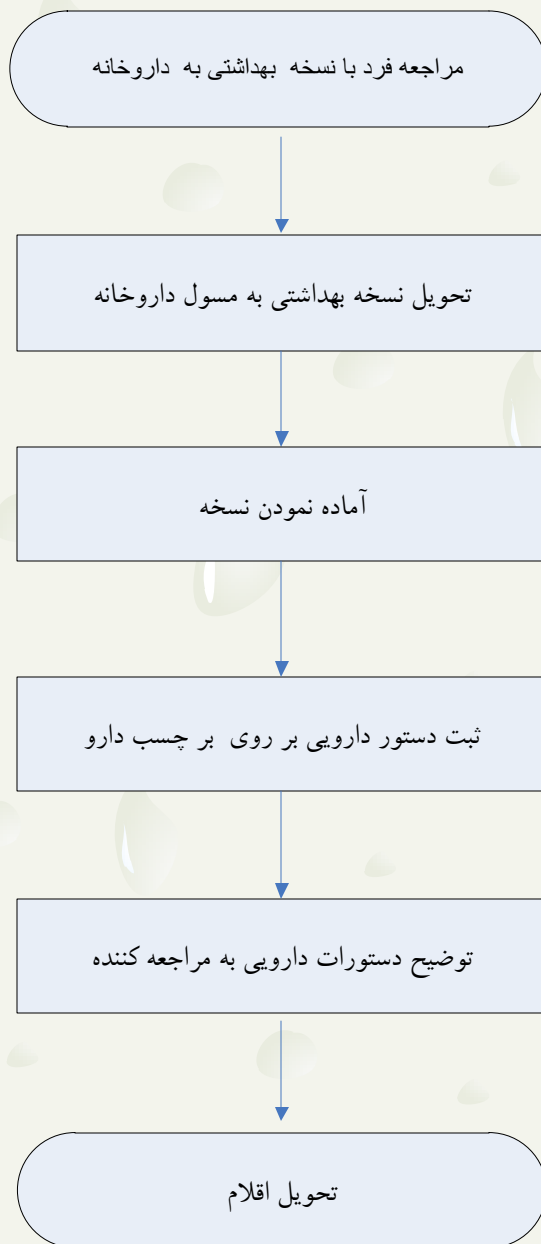 مراجعه فرد با نسخه بهداشتی به داروخانه
تحویل نسخه بهداشتی به مسول داروخانه
آماده نمودن نسخه
ثبت دستور دارویی بر روی بر چسب دارو
توضیح دستورات دارویی به مراجعه کننده
تحویل اقلام